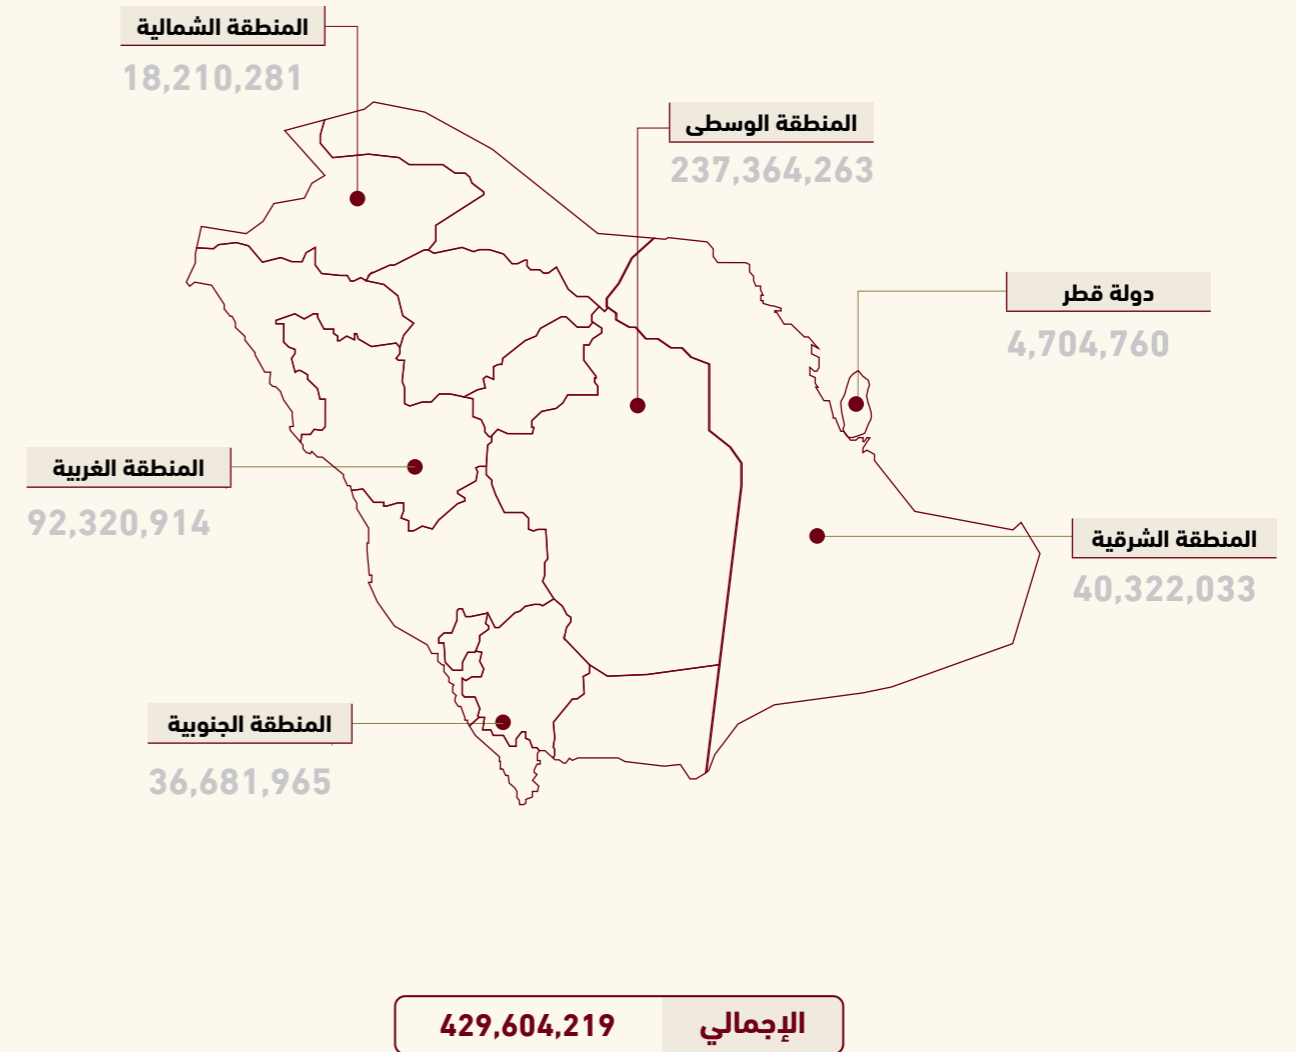 المنطقة الشمالية
18,210,281
المنطقة الوسطى
237,364,263
دولة قطر
4,704,760
المنطقة الغربية
92,320,914
المنطقة الشرقية
40,322,033
المنطقة الجنوبية
36,681,965
الإجمالي 429,604,219